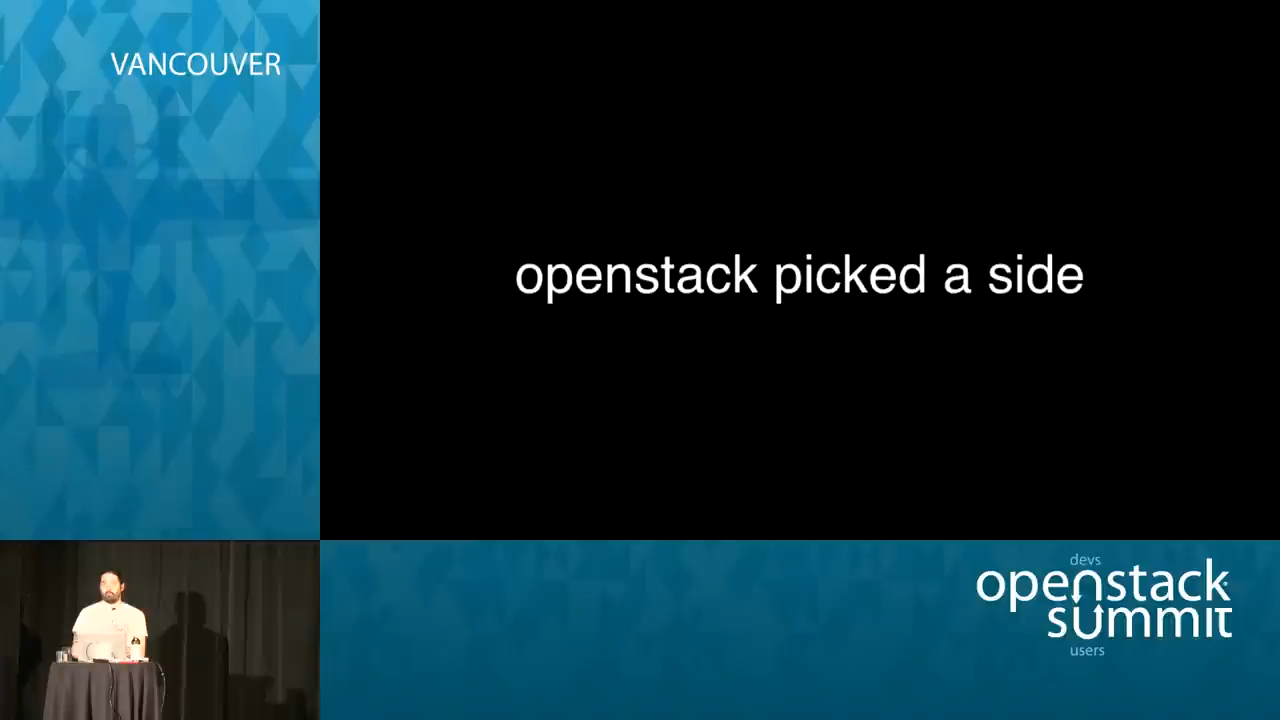 VANCOUVER
openstack picked a side
devs
openstack
summit
users